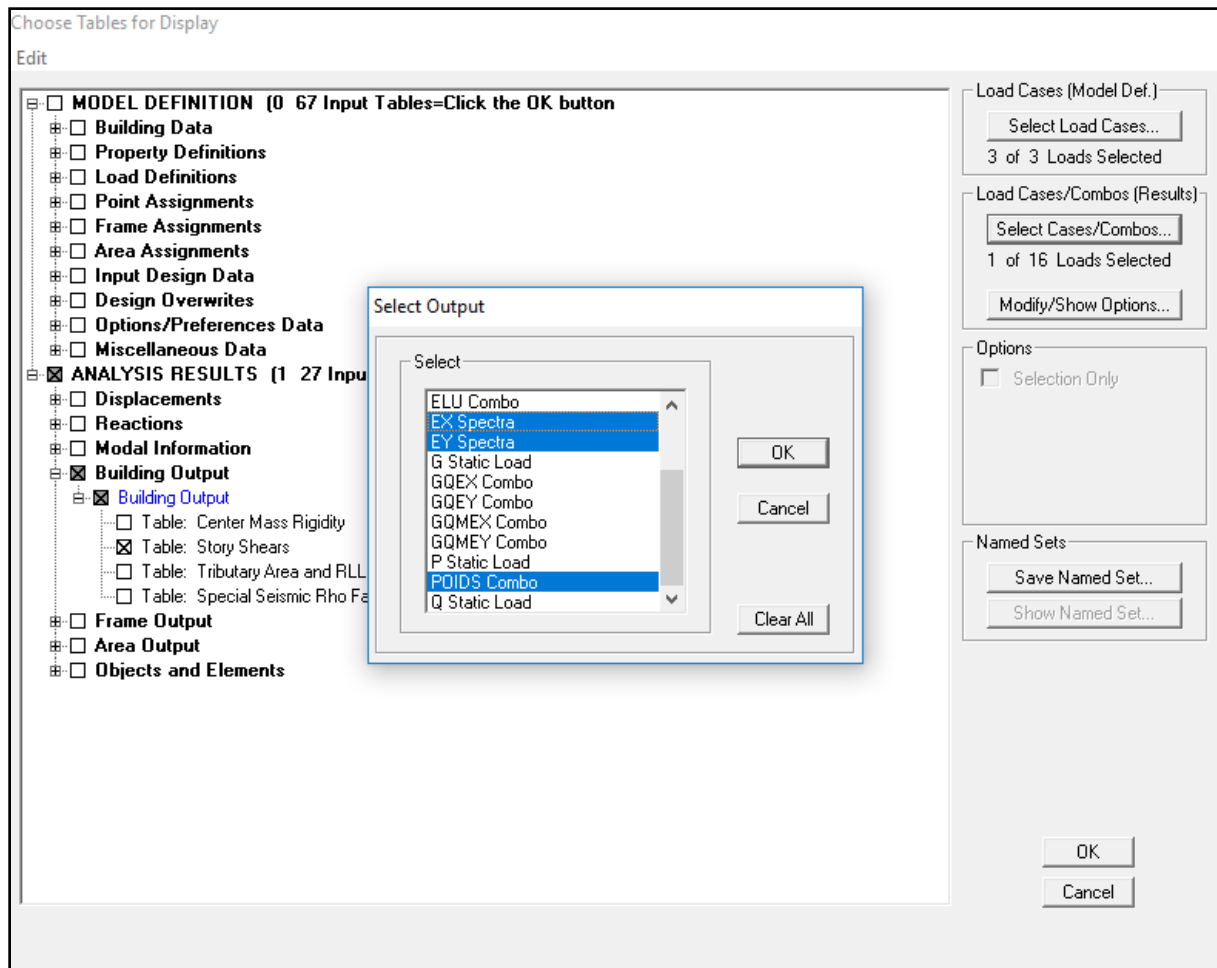 Choose Tables for Display
Edit
MODEL DEFINITION (0 67 Input Tables=Click the OK button
Building Data
Property Definitions
Load Definitions
Point Assignments
Frame Assignments
Area Assignments
Input Design Data
Design Overwrites
Options/Preferences Data
Miscellaneous Data
ANALYSIS RESULTS (1 27 Inpu
Displacements
Reactions
Modal Information
Building Output
Building Output
Table: Center Mass Rigidity
Table: Story Shears
Table: Tributary Area and RLL
Table: Special Seismic Rho Fa
Frame Output
Area Output
Objects and Elements
Select Output
Select
ELU Combo
EX Spectra
EY Spectra
G Static Load
GQEX Combo
GQEY Combo
GQMEX Combo
GQMEY Combo
P Static Load
POIDS Combo
Q Static Load
OK
Cancel
Clear All
Load Cases (Model Def.)
Select Load Cases...
3 of 3 Loads Selected
Load Cases/Combos (Results)
Select Cases/Combos...
1 of 16 Loads Selected
Modify/Show Options...
Options
Selection Only
Named Sets
Save Named Set...
Show Named Set...
OK
Cancel